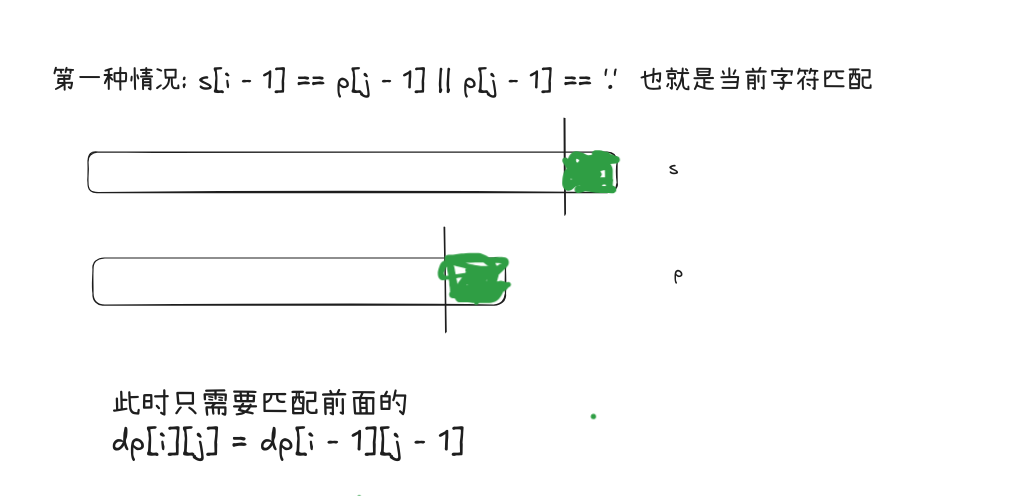 第一种情况: s[i - 1] == p[j - 1] || p[j - 1] == '.' 也就是当前字符匹配
s
p
此时只需要匹配前面的
dp[i][j] = dp[i - 1][j - 1]